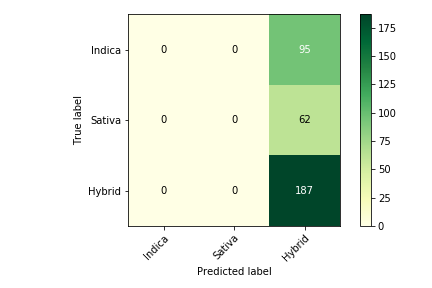 175
Indica 0 0 95
150
125
Sativa 0 0 62
100
75
50
Hybrid 0 0 187
25
0
Indica Sativa Hybrid
True label
Predicted label